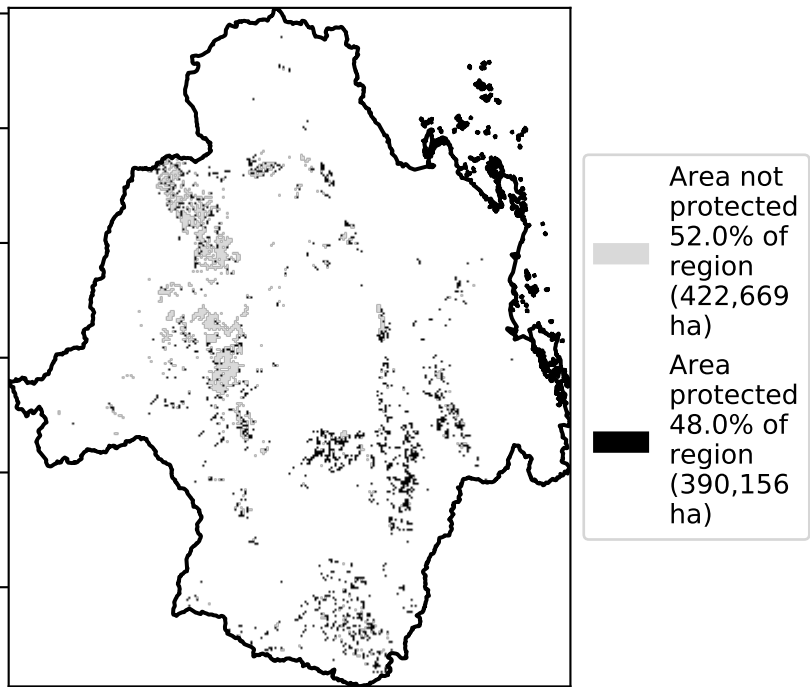 Area not
protected
52.0% of
region
(422,669
ha)
Area
protected
48.0% of
region
(390,156
ha)